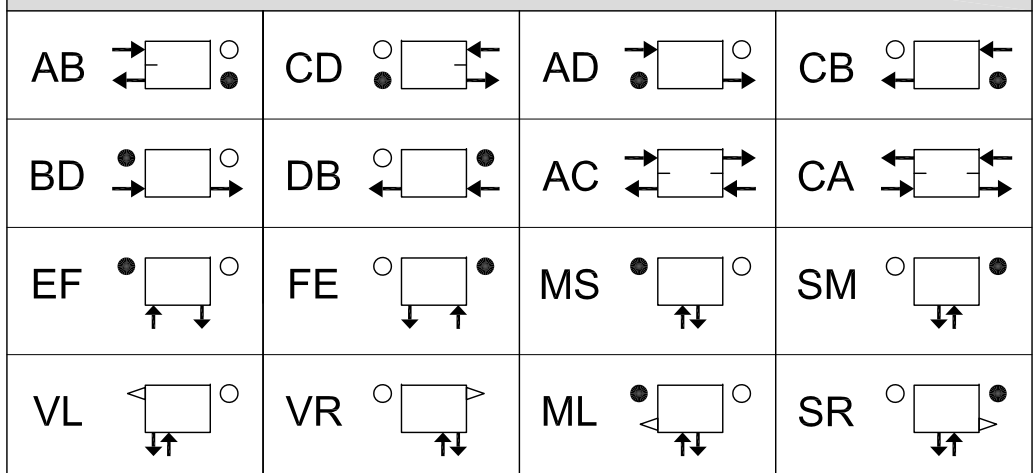 AB CD AD CB
BD DB AC CA
EF FE MS SM
VL VR ML SR